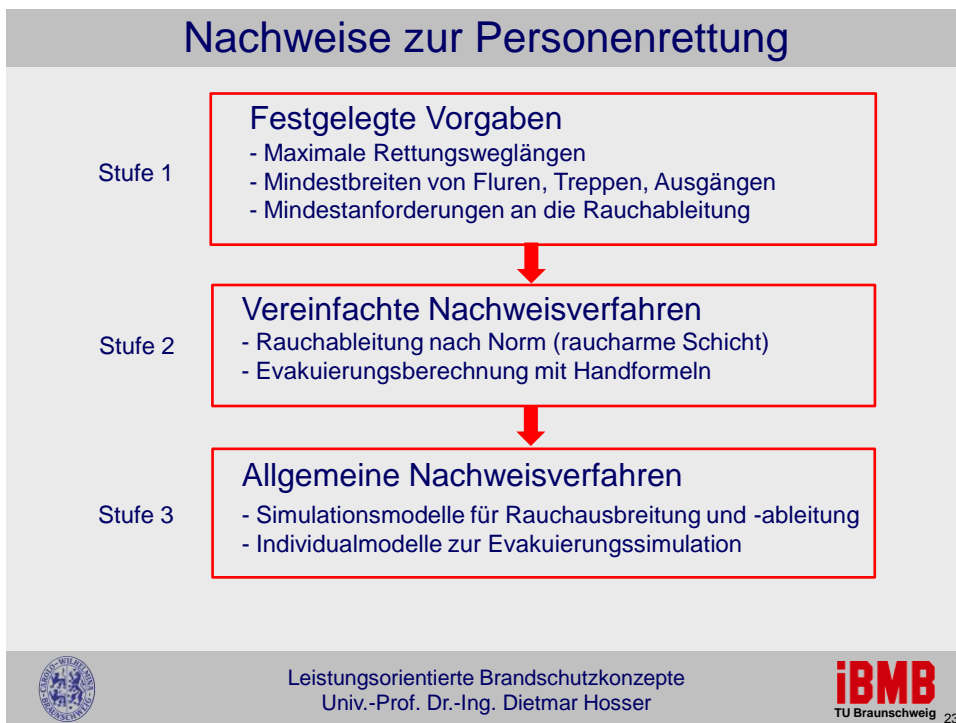 Nachweise zur Personenrettung
Stufe 1
Festgelegte Vorgaben
- Maximale Rettungsweglängen
- Mindestbreiten von Fluren, Treppen, Ausgängen
- Mindestanforderungen an die Rauchableitung
Stufe 2
Vereinfachte Nachweisverfahren
- Rauchableitung nach Norm (raucharme Schicht)
- Evakuierungsberechnung mit Handformeln
Stufe 3
Allgemeine Nachweisverfahren
- Simulationsmodelle für Rauchausbreitung und -ableitung
- Individualmodelle zur Evakuierungssimulation
Leistungsorientierte Brandschutzkonzepte
Univ.-Prof. Dr.-Ing. Dietmar Hosser
iBMB
TU Braunschweig
23